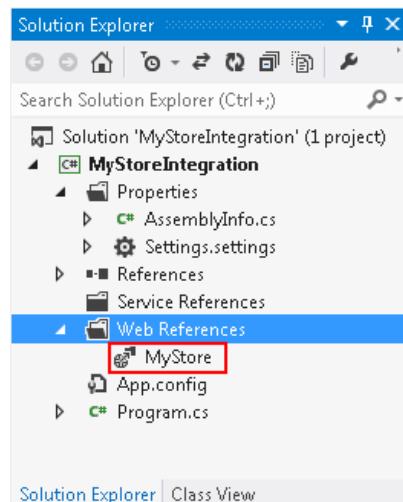 Solution Explorer
Search Solution Explorer (Ctrl+;)
Solution 'MyStoreIntegration' (1 project)
C# MyStoreIntegration
Properties
C# AssemblyInfo.cs
Settings.settings
References
Service References
Web References
MyStore
App.config
C# Program.cs
Solution Explorer Class View